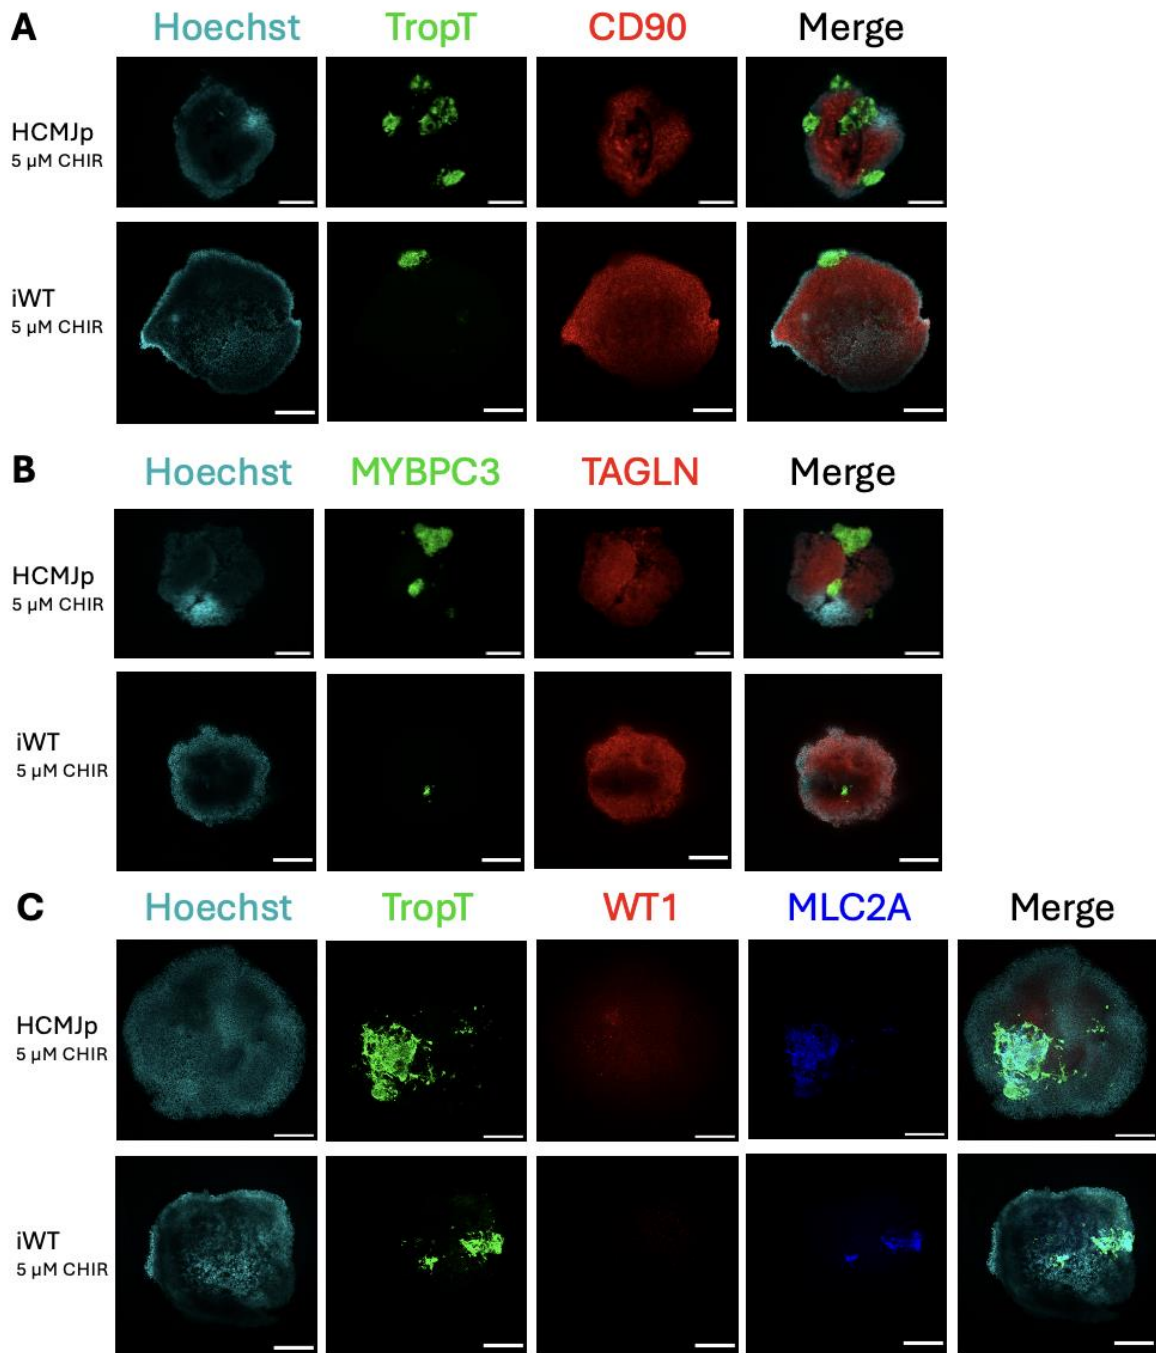 A Hoechst TropT CD90 Merge
HCMJp
5 µM CHIR
iWT
5 µM CHIR
B Hoechst MYBPC3 TAGLN Merge
HCMJp
5 µM CHIR
iWT
5 µM CHIR
C Hoechst TropT WT1 MLC2A Merge
HCMJp
5 µM CHIR
iWT
5 µM CHIR